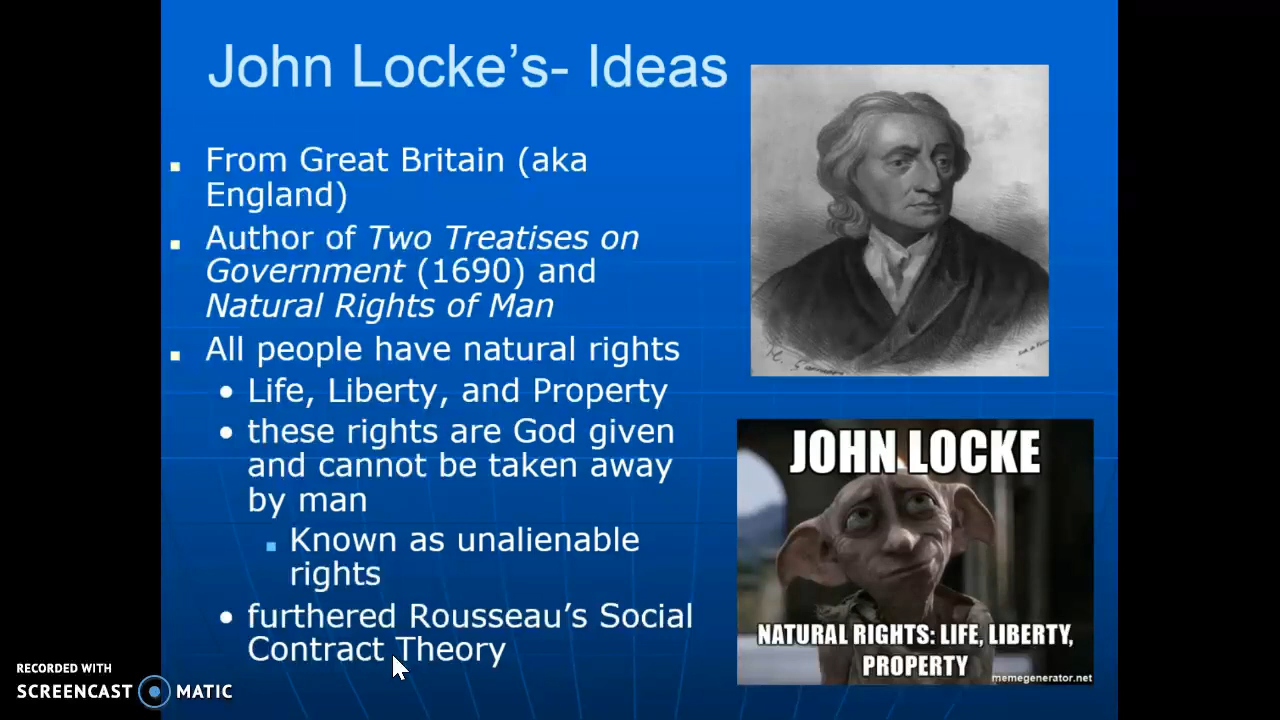 John Locke’s- Ideas
From Great Britain (aka
England)
Author of Two Treatises on
Government (1690) and
Natural Rights of Man
All people have natural rights
Life, Liberty, and Property
these rights are God given
and cannot be taken away
by man
Known as unalienable
rights
furthered Rousseau’s Social
Contract Theory
JOHN LOCKE
NATURAL RIGHTS: LIFE, LIBERTY,
PROPERTY
memegenerator.net
RECORDED WITH
SCREENCAST MATIC